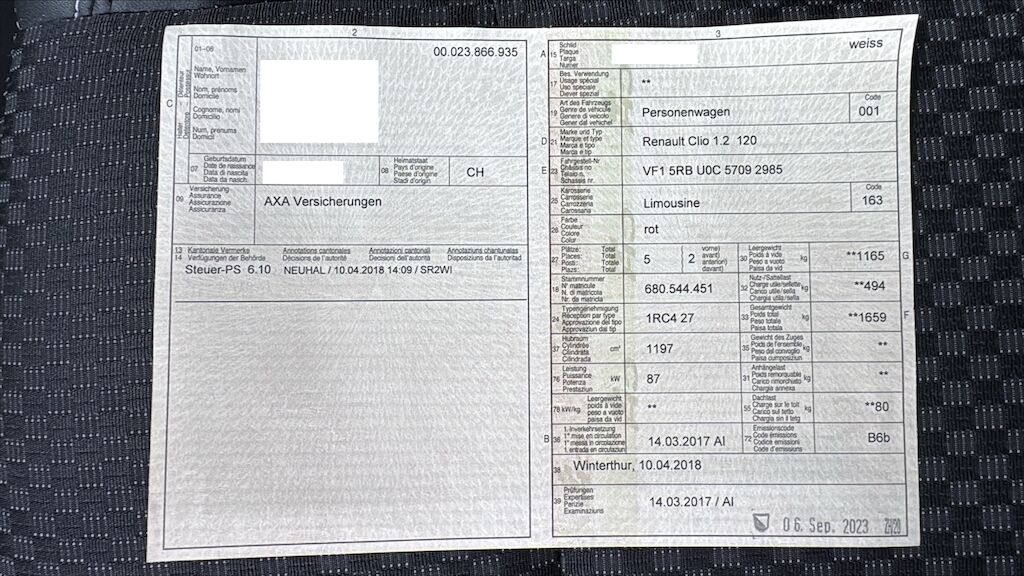 2
00.023.866.935
C
Détenteur Possessur
Halter Detentore
01–06
Name, Vornamen
Wohnort
Nom, prénoms
Domicile
Cognome, nomi
Domicilio
Num, prenums
Domicil
07
Geburtsdatum
Date de naissance
Data di nascita
Data da nasch.
08
Heimatstaat
Pays d'origine
Paese d'origine
Stadi d'origin
CH
09
Versicherung
Assurance
Assicurazione
Assicuranza
AXA Versicherungen
13 Kantonale Vermerke Annotations cantonales Annotazioni cantonali Annotaziuns chantunalas
14 Verfügungen der Behörde Décisions de l'autorité Decisioni dell'autorità Disposiziuns da l'autoritad
Steuer-PS 6.10 NEUHAL / 10.04.2018 14:09 / SR2WI
3
A 15
Schild
Plaque
Targa
Numer
weiss
17
Bes. Verwendung
Usage spécial
Uso speciale
Diever spezial
**
19
Art des Fahrzeugs
Genre de véhicule
Genere di veicolo
Gener dal vehichel
Personenwagen
Code
001
D 21
Marke und Typ
Marque et type
Marca e tipo
Marca e tip
Renault Clio 1.2 120
E 23
Fahrgestell-Nr
Châssis no
Telaio n.
Schassis nr.
VF1 5RB U0C 5709 2985
25
Karosserie
Carrosserie
Carrozzeria
Carossaria
Limousine
Code
163
26
Farbe
Couleur
Colore
Color
rot
27
Plätze: Total
Places: Total
Posti: Totale
Plazs: Total
5
2
vorne)
avant)
anteriori)
davant)
30
Leergewicht
Poids à vide
Peso a vuoto
Paisa da vid
kg
**1165
G
18
Stammnummer
N° matricule
N. di matricola
Nr. da matricla
680.544.451
32
Nutz-/Sattellast
Charge utile/sellette
Carico utile/sella
Chargia utila/sella
kg
**494
24
Typengenehmigung
Réception par type
Approvazione del tipo
Approvaziun dal tip
1RC4 27
33
Gesamtgewicht
Poids total
Peso totale
Paisa totala
kg
**1659
F
37
Hubraum
Cylindrée
Cilindrata
Cilindrada
cm³
1197
35
Gewicht des Zuges
Poids de l'ensemble
Peso del convoglio
Paisa cumposiziun
kg
**
76
Leistung
Puissance
Potenza
Prestaziun
kW
87
31
Anhängelast
Poids remorquable
Carico rimorchiato
Chargia annexa
kg
**
78 kW/kg
Leergewicht
poids à vide
peso a vuoto
paisa da vid
**
55
Dachlast
Charge sur le toit
Carico sul tetto
Chargia sin il tetg
kg
**80
B 36
1. Inverkehrsetzung
1re mise en circulation
1a messa in circolazione
1. entrada en circulaziun
14.03.2017 AI
72
Emissionscode
Code émissions
Codice emissioni
Code d'emissiuns
B6b
38
Winterthur, 10.04.2018
39
Prüfungen
Expertises
Perizie
Examinaziuns
14.03.2017 / AI
06. Sep. 2023